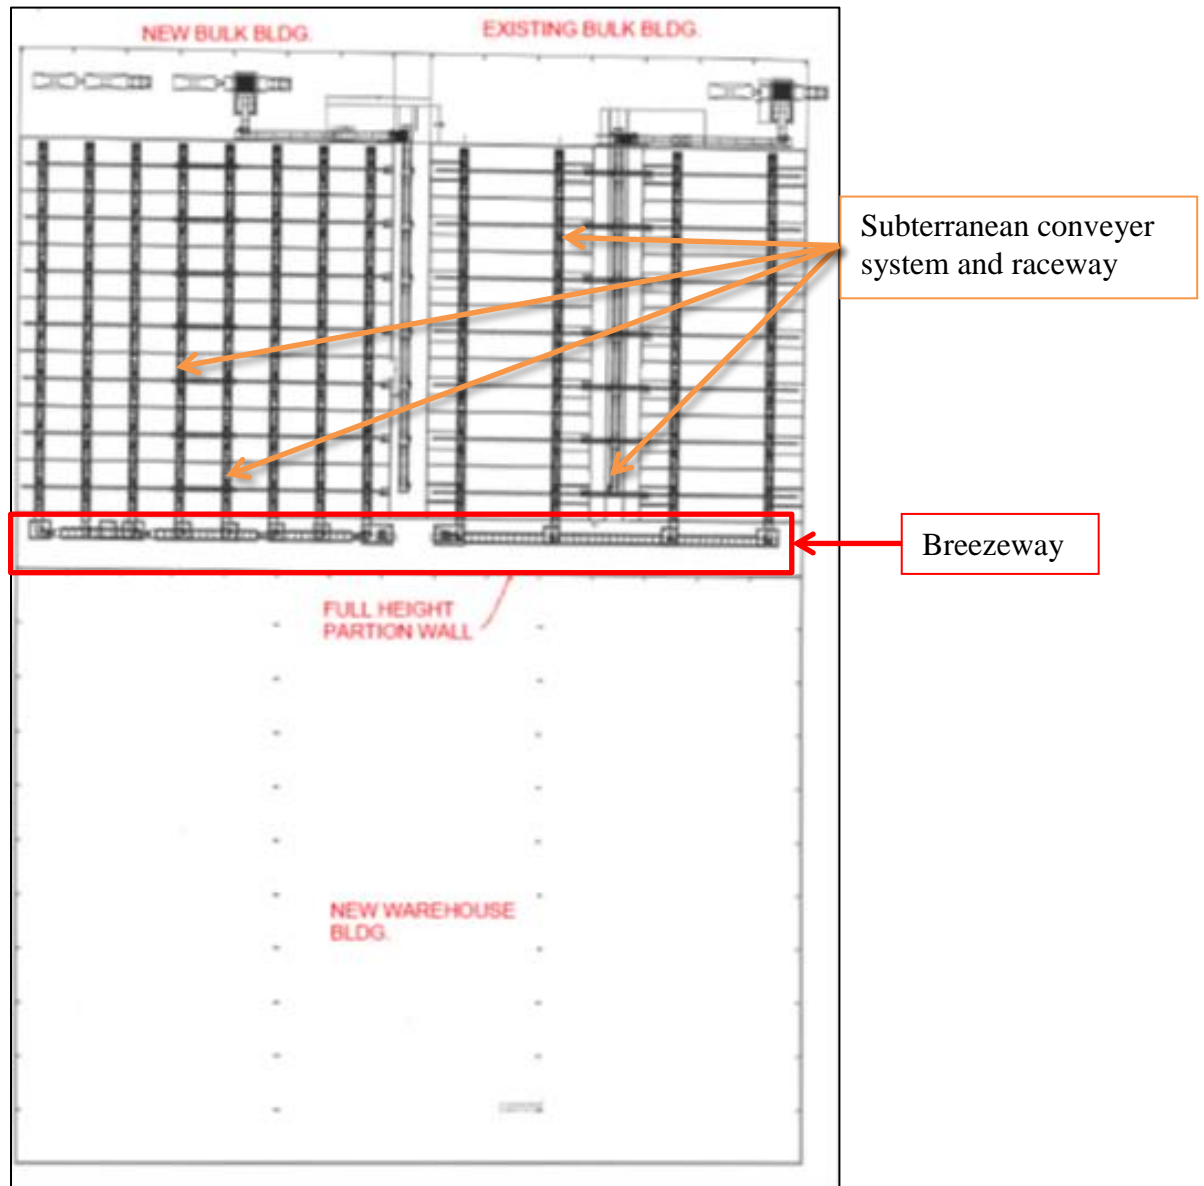 NEW BULK BLDG.
EXISTING BULK BLDG.
Subterranean conveyer
system and raceway
Breezeway
FULL HEIGHT
PARTION WALL
NEW WAREHOUSE
BLDG.